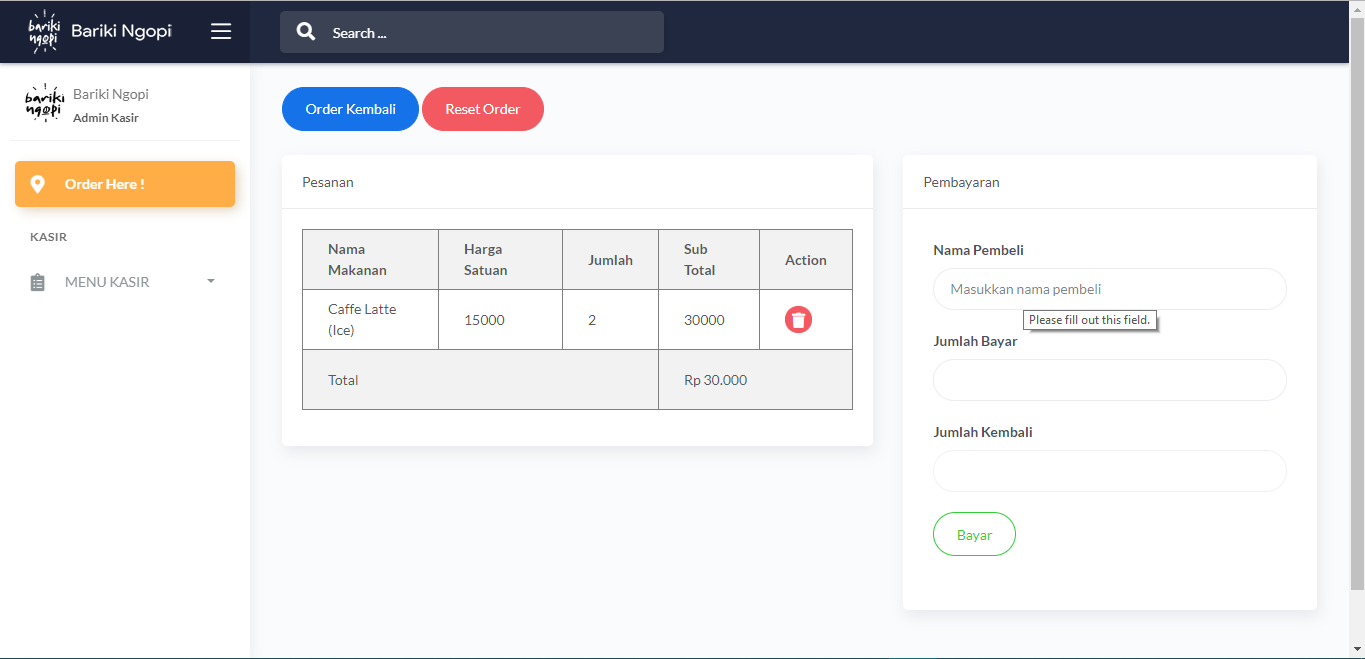 bariki
ngopi
Bariki Ngopi
Search ...
bariki
ngopi
Bariki Ngopi
Admin Kasir
Order Here !
KASIR
MENU KASIR
Order Kembali
Reset Order
Pesanan
Nama Makanan
Harga Satuan
Jumlah
Sub Total
Action
Caffe Latte (Ice)
15000
2
30000
Total
Rp 30.000
Pembayaran
Nama Pembeli
Masukkan nama pembeli
Please fill out this field.
Jumlah Bayar
Jumlah Kembali
Bayar